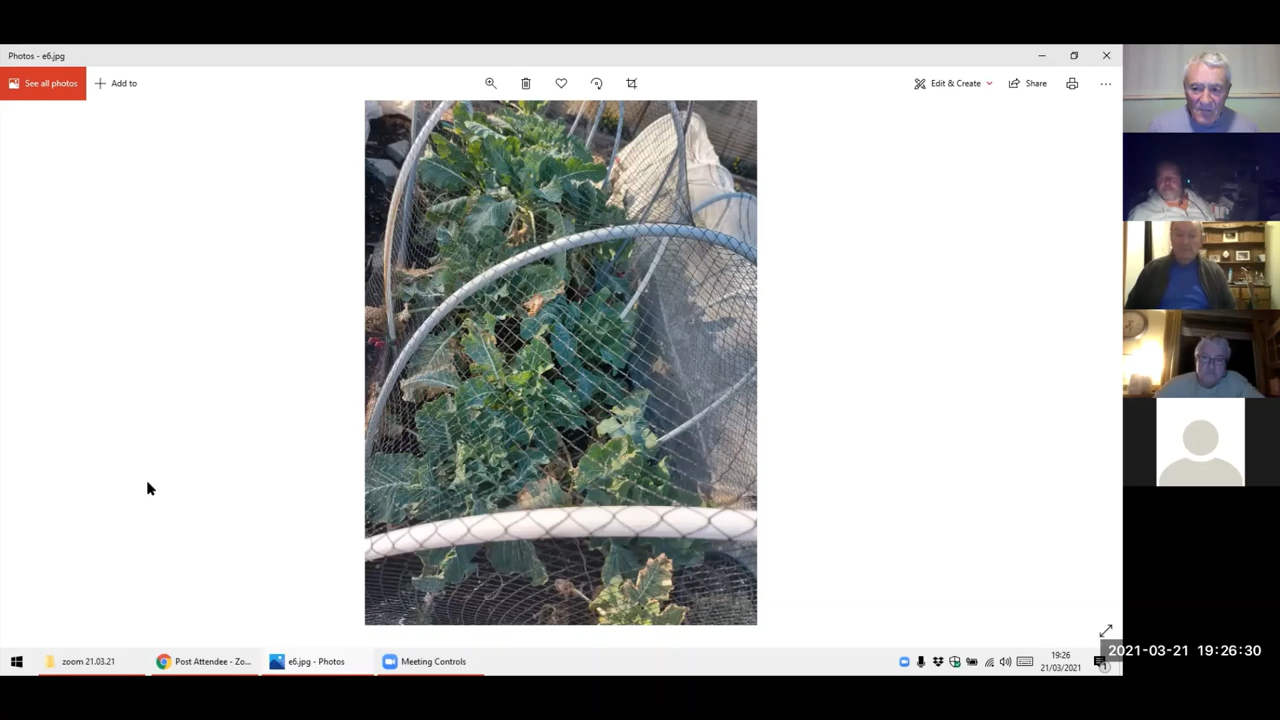 Photos - e6.jpg
See all photos
Add to
Edit & Create
Share
zoom 21.03.21
Post Attendee - Zo...
e6.jpg - Photos
Meeting Controls
19:26
21/03/2021
1
2021-03-21 19:26:30